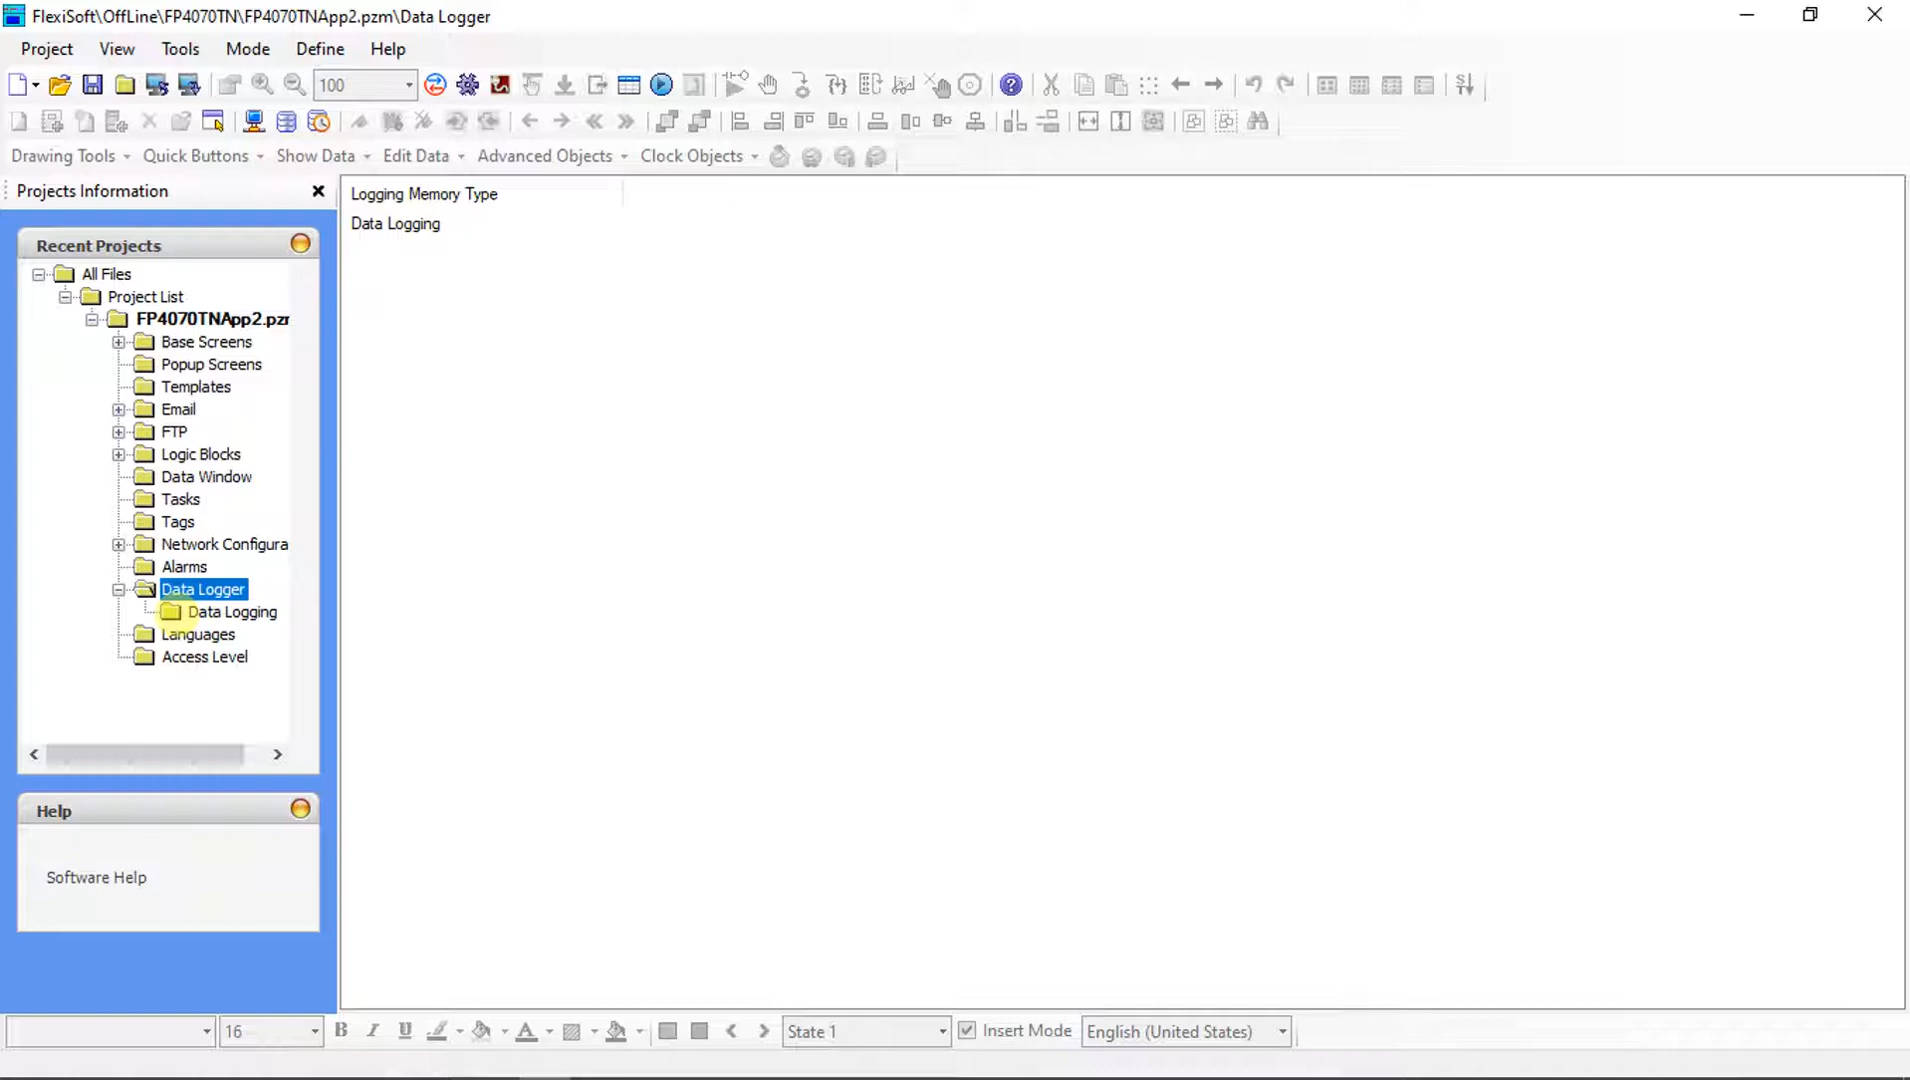 FlexiSoft\OffLine\FP4070TN\FP4070TNApp2.pzm\Data Logger
Project View Tools Mode Define Help
100
Drawing Tools Quick Buttons Show Data Edit Data Advanced Objects Clock Objects
Projects Information
Logging Memory Type
Data Logging
Recent Projects
All Files
Project List
FP4070TNApp2.pzr
Base Screens
Popup Screens
Templates
Email
FTP
Logic Blocks
Data Window
Tasks
Tags
Network Configura
Alarms
Data Logger
Data Logging
Languages
Access Level
Help
Software Help
16 B I U A State 1 Insert Mode English (United States)